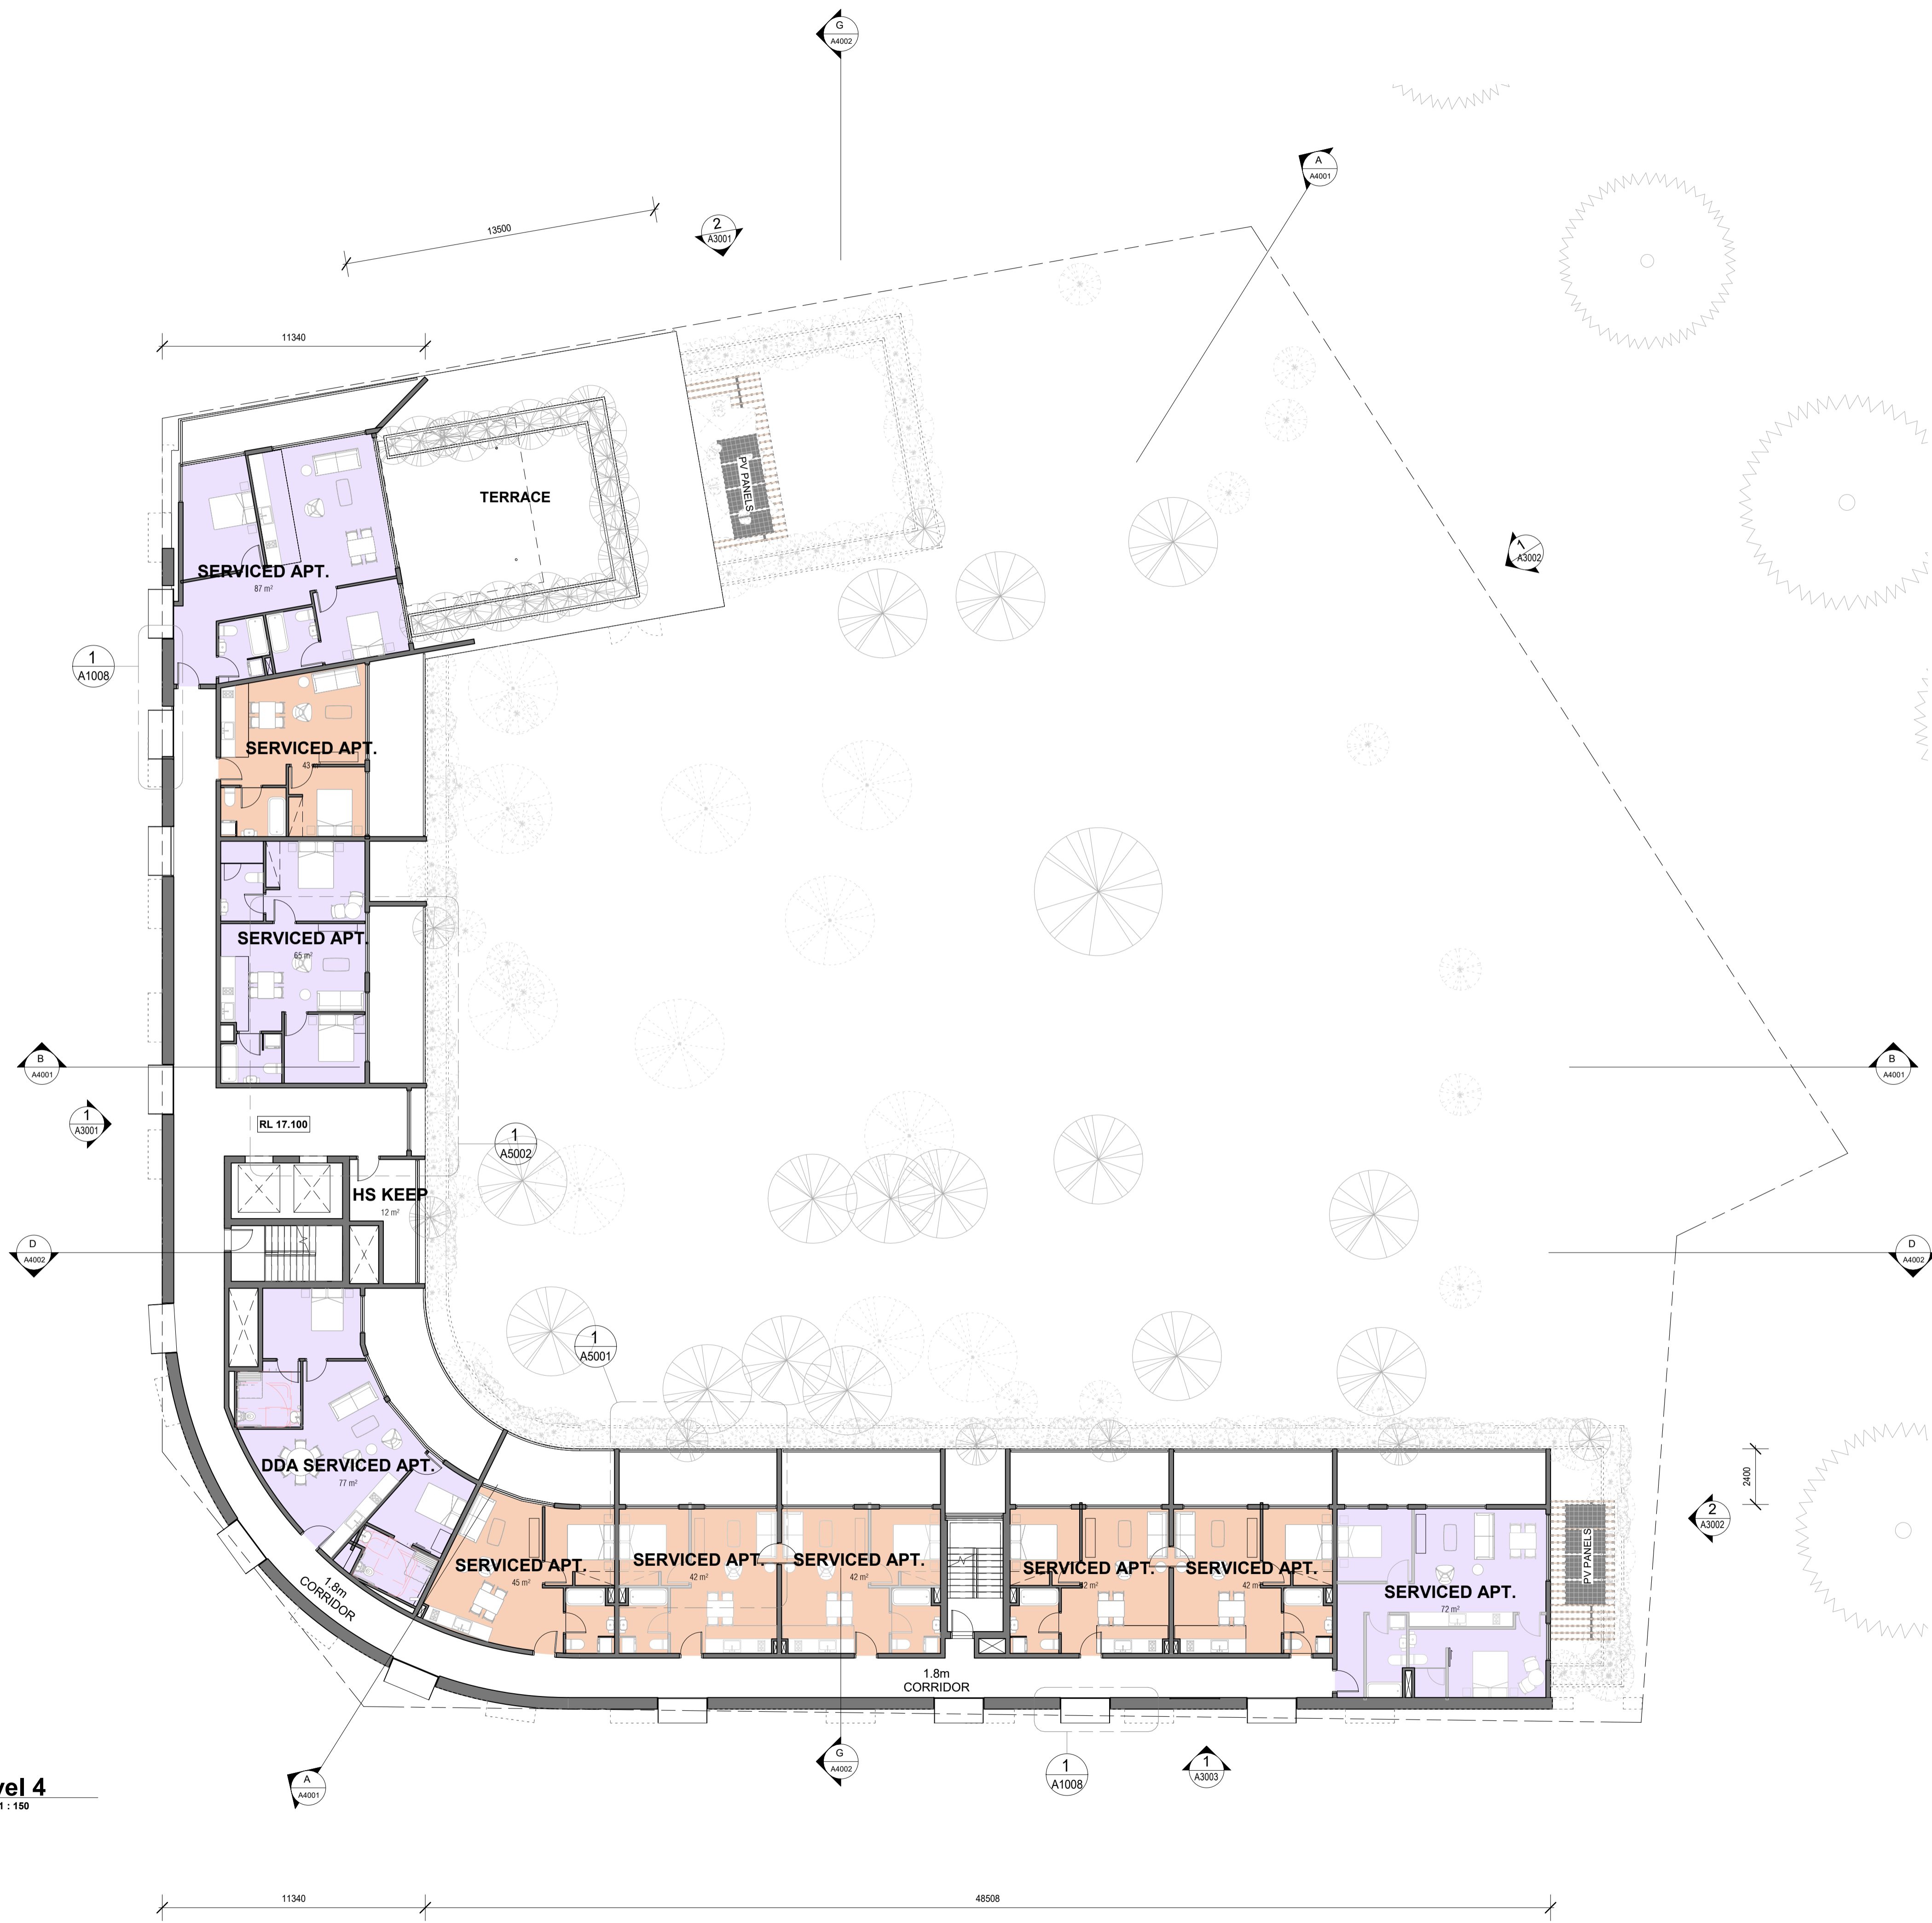 G
A4002
A
A4001
13500
2
A3001
11340
PV PANELS
TERRACE
1
A3002
SERVICED APT.
87 m²
1
A1008
SERVICED APT.
43
SERVICED APT.
65 m²
B
A4001
B
A4001
1
A3001
RL 17.100
1
A5002
HS KEEP
12 m²
D
A4002
D
A4002
1
A5001
DDA SERVICED APT.
77 m²
2400
2
A3002
PV PANELS
SERVICED APT.
45 m²
SERVICED APT.
42 m²
SERVICED APT.
42 m²
SERVICED APT.
2 m²
SERVICED APT.
42 m²
SERVICED APT.
72 m²
1.8m
CORRIDOR
1.8m
CORRIDOR
A
A4001
G
A4002
1
A1008
1
A3003
vel 4
1 : 150
11340
48508